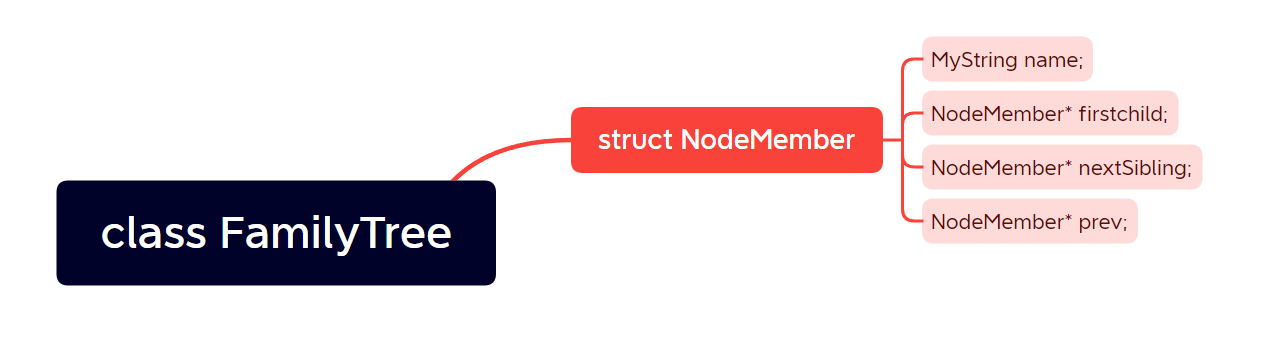 class FamilyTree
struct NodeMember
MyString name;
NodeMember* firstchild;
NodeMember* nextSibling;
NodeMember* prev;